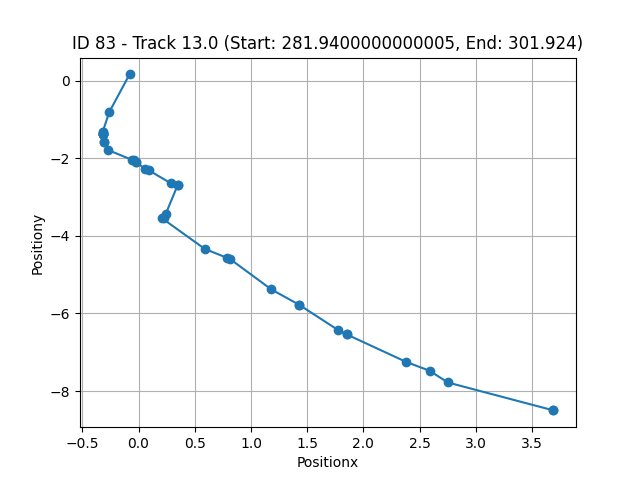 ID 83 - Track 13.0 (Start: 281.9400000000005, End: 301.924)
0
−2
−4
−6
−8
Positiony
−0.5 0.0 0.5 1.0 1.5 2.0 2.5 3.0 3.5
Positionx